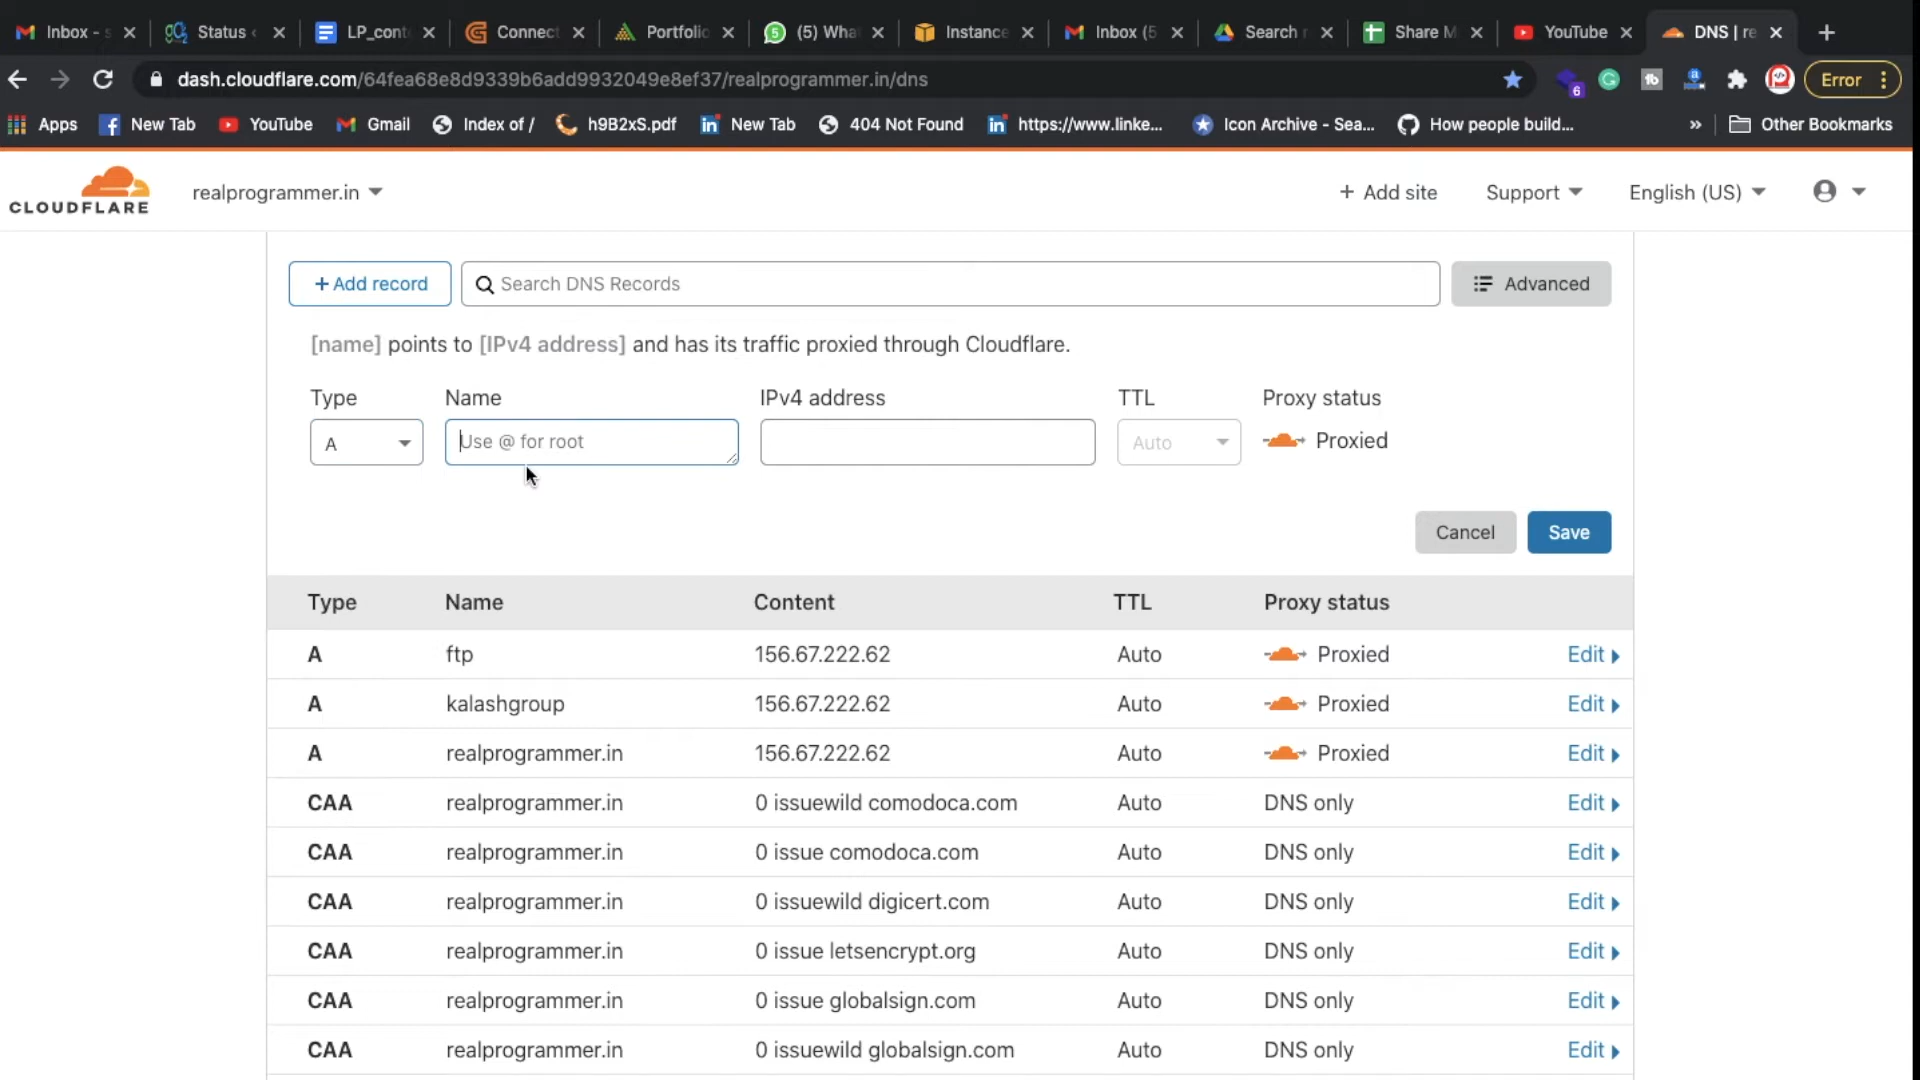 Inbox - s
Status
LP_cont
Connect
Portfolio
(5) Wha
Instance
Inbox (5
Search r
Share M
YouTube
DNS | re
dash.cloudflare.com/64fea68e8d9339b6add9932049e8ef37/realprogrammer.in/dns
6
Error
Apps
New Tab
YouTube
Gmail
Index of /
h9B2xS.pdf
New Tab
404 Not Found
https://www.linke...
Icon Archive - Sea...
How people build...
»
Other Bookmarks
CLOUDFLARE
realprogrammer.in
+ Add site
Support
English (US)
+ Add record
Search DNS Records
Advanced
[name] points to [IPv4 address] and has its traffic proxied through Cloudflare.
Type Name IPv4 address TTL Proxy status
A Use @ for root Auto Proxied
Cancel Save
Type Name Content TTL Proxy status
A ftp 156.67.222.62 Auto Proxied Edit
A kalashgroup 156.67.222.62 Auto Proxied Edit
A realprogrammer.in 156.67.222.62 Auto Proxied Edit
CAA realprogrammer.in 0 issuewild comodoca.com Auto DNS only Edit
CAA realprogrammer.in 0 issue comodoca.com Auto DNS only Edit
CAA realprogrammer.in 0 issuewild digicert.com Auto DNS only Edit
CAA realprogrammer.in 0 issue letsencrypt.org Auto DNS only Edit
CAA realprogrammer.in 0 issue globalsign.com Auto DNS only Edit
CAA realprogrammer.in 0 issuewild globalsign.com Auto DNS only Edit